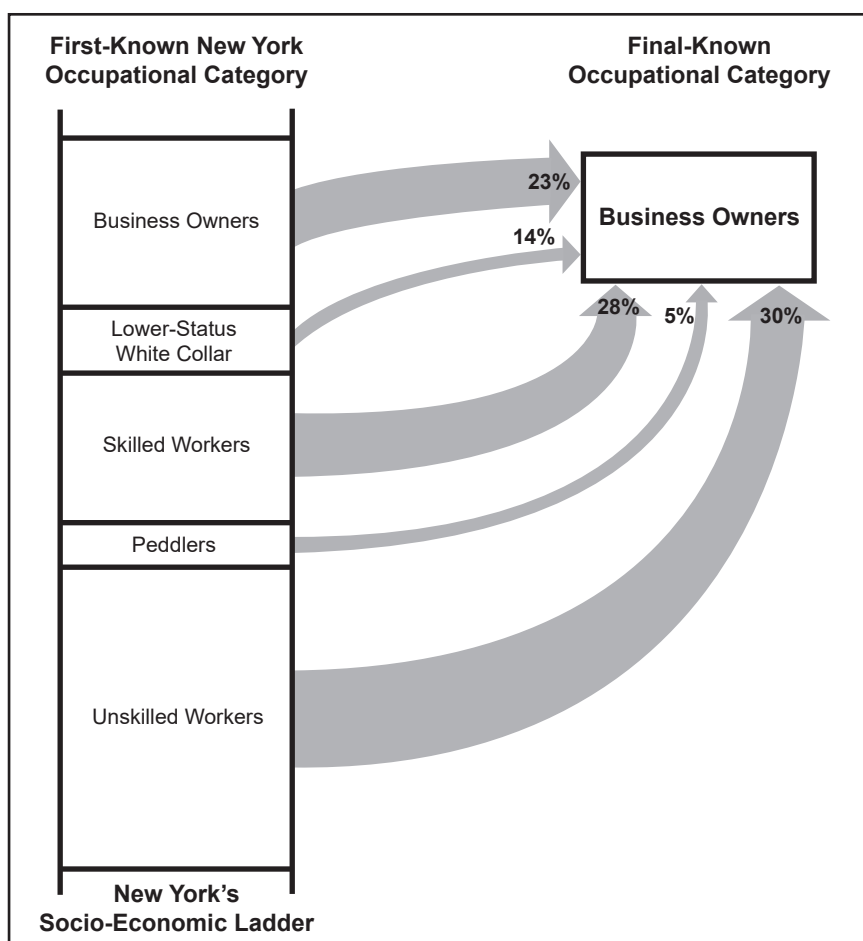 First-Known New York
Occupational Category
Final-Known
Occupational Category
Business Owners
Lower-Status
White Collar
Skilled Workers
Peddlers
Unskilled Workers
New York’s
Socio-Economic Ladder
23%
14%
28%
5%
30%
Business Owners